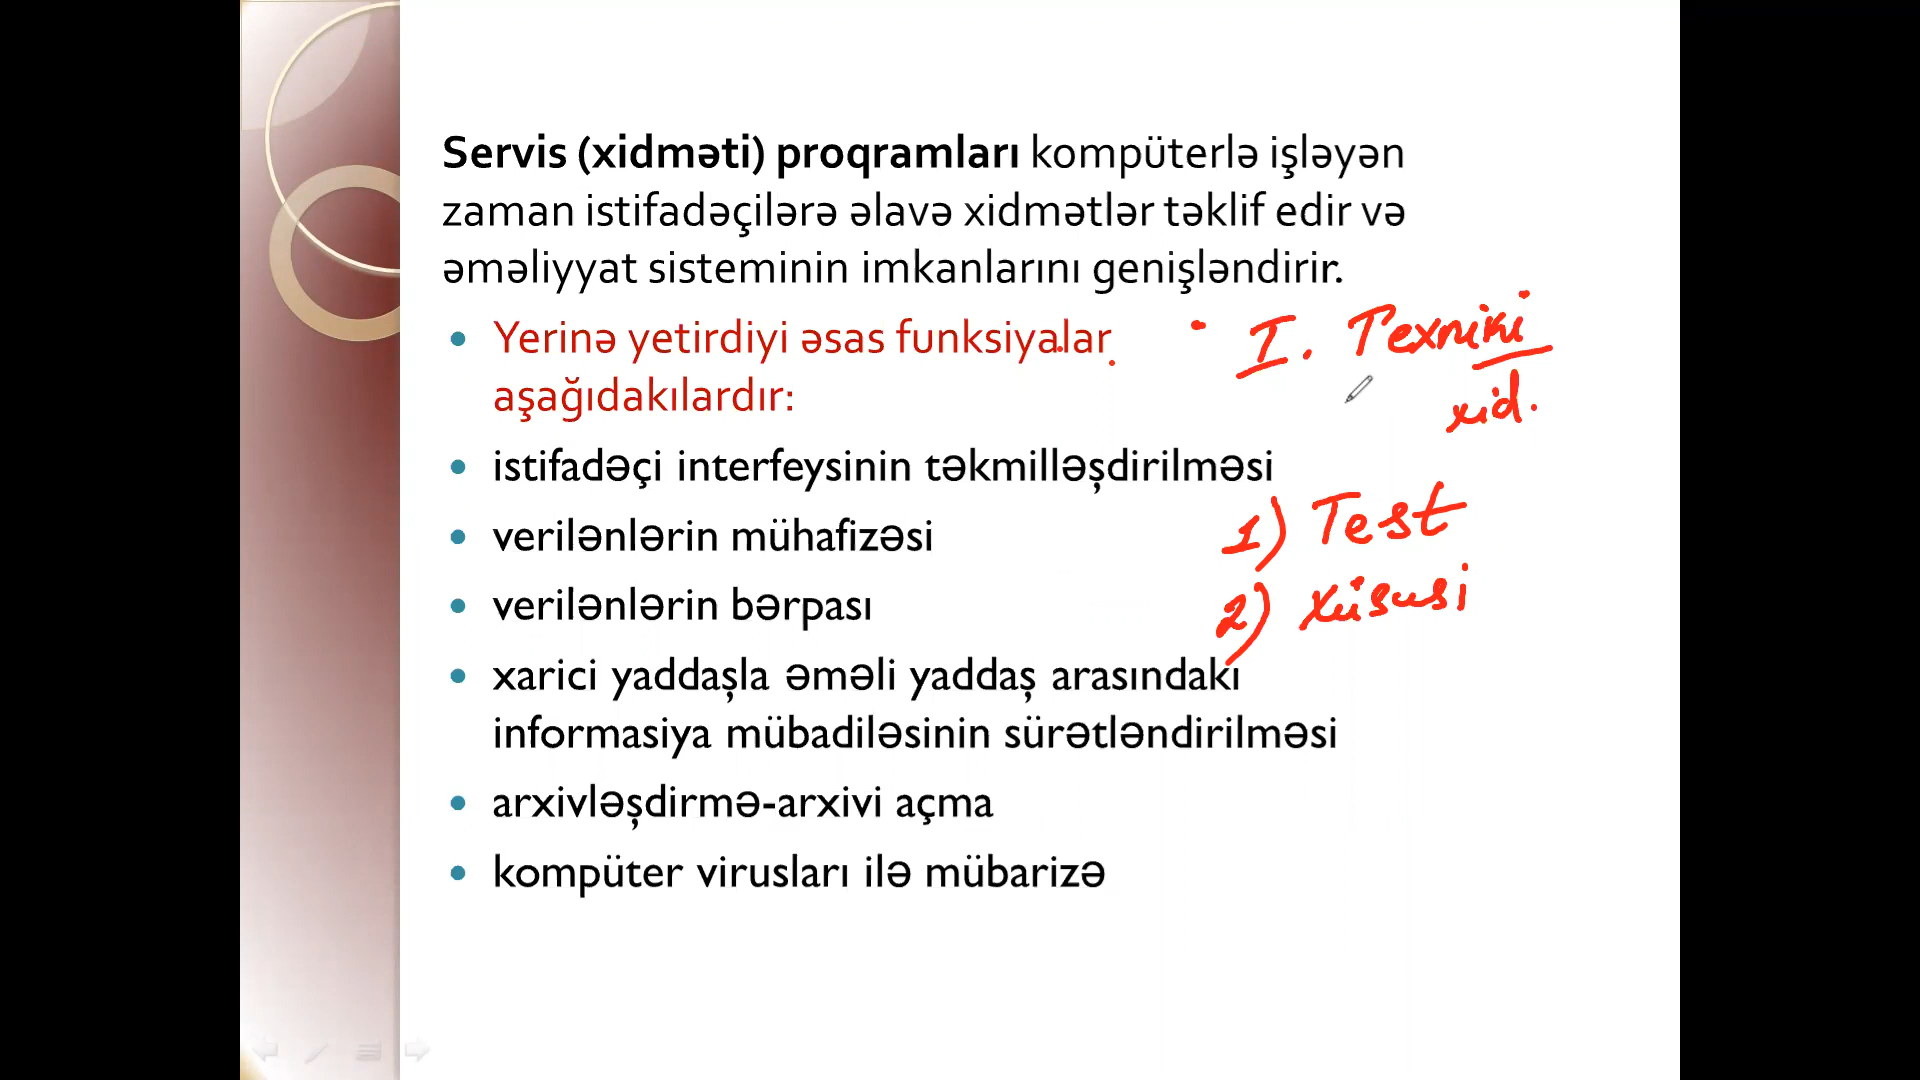 Servis (xidməti) proqramları kompüterlə işləyən
zaman istifadəçilərə əlavə xidmətlər təklif edir və
əməliyyat sisteminin imkanlarını genişləndirir.
• Yerinə yetirdiyi əsas funksiyalar
aşağıdakılardır:
• istifadəçi interfeysinin təkmilləşdirilməsi
• verilənlərin mühafizəsi
• verilənlərin bərpası
• xarici yaddaşla əməli yaddaş arasındakı
informasiya mübadiləsinin sürətləndirilməsi
• arxivləşdirmə-arxivi açma
• kompüter virusları ilə mübarizə
I. Texniki
xid.
1) Test
2) xüsusi